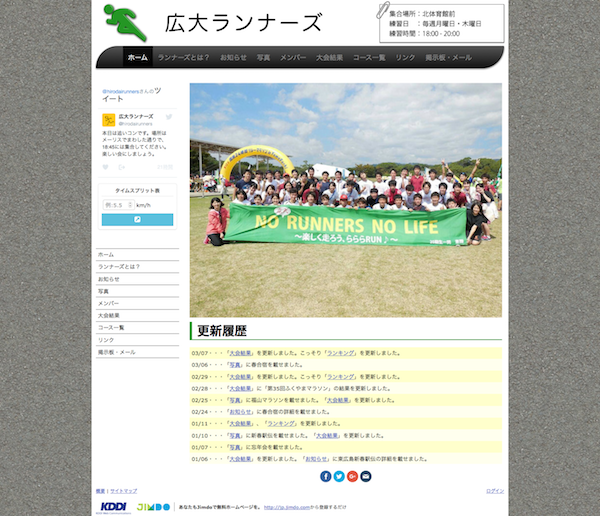 広大ランナーズ
集合場所：北体育館前
練習日　：毎週月曜日・木曜日
練習時間：18:00 - 20:00
ホーム ランナーズとは？ お知らせ 写真 メンバー 大会結果 コース一覧 リンク 掲示板・メール
@hirodairunnersさんのツ
イート
広大ランナーズ
@hirodairunners
本日は追いコンです。場所は
メーリスでまわした通りで、
18:45には集合してください。
楽しい会にしましょう。
タイムスプリット表
例:5.5 km/h
ホーム
ランナーズとは？
お知らせ
写真
メンバー
大会結果
コース一覧
リンク
掲示板・メール
NO RUNNERS NO LIFE
～楽しく走ろう、らららRUN♪～
更新履歴
03/07・・・「大会結果」を更新しました。こっそり「ランキング」を更新しました。
03/06・・・「写真」に春合宿を載せました。
02/29・・・「大会結果」を更新しました。こっそり「ランキング」を更新しました。
02/28・・・「大会結果」に「第35回ふくやまマラソン」の結果を更新しました。
02/25・・・「写真」に福山マラソンを載せました。「大会結果」を更新しました。
02/24・・・「お知らせ」に春合宿の詳細を載せました。
01/11・・・「大会結果」、「ランキング」を更新しました。
01/10・・・「写真」に新春駅伝を載せました。「大会結果」を更新しました。
01/07・・・「写真」に忘年会を載せました。
01/06・・・「大会結果」を更新しました。「お知らせ」に東広島新春駅伝の詳細を載せました。
概要 | サイトマップ
ログイン
KDDI JIMDO あなたもJimdoで無料ホームページを。 http://jp.jimdo.comから登録するだけ